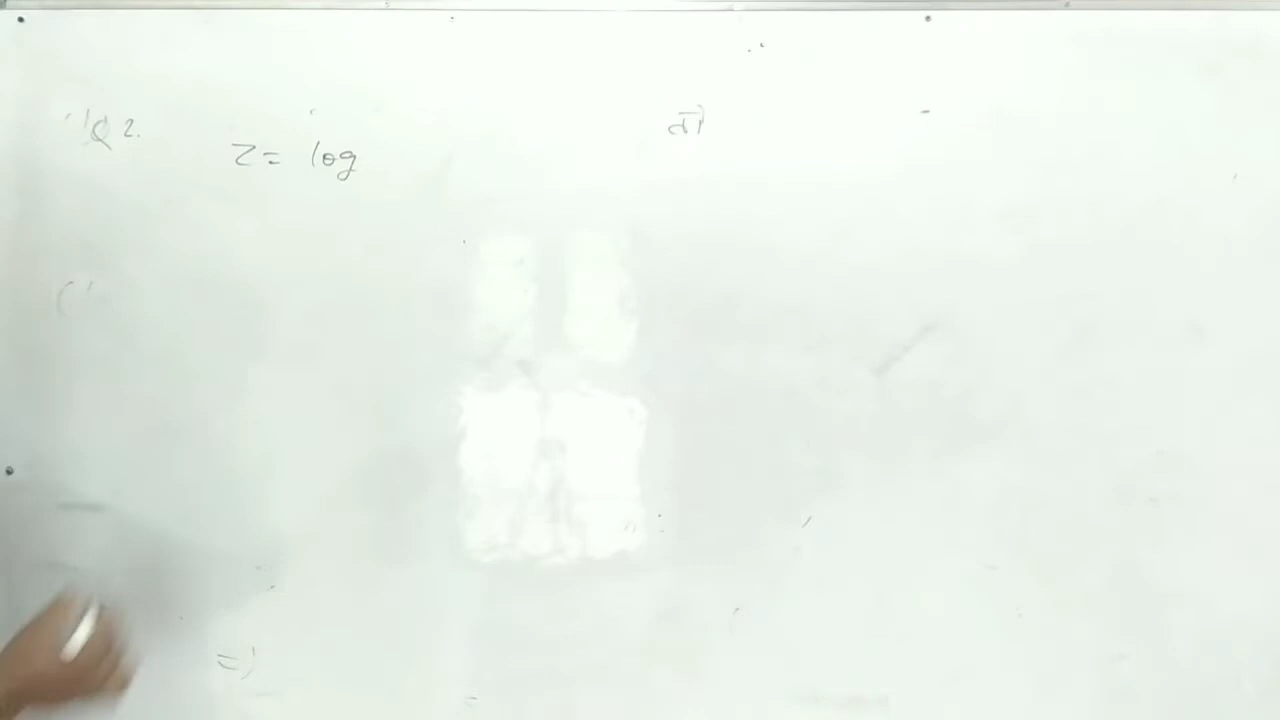 Q 2.
z = log
तो
=)